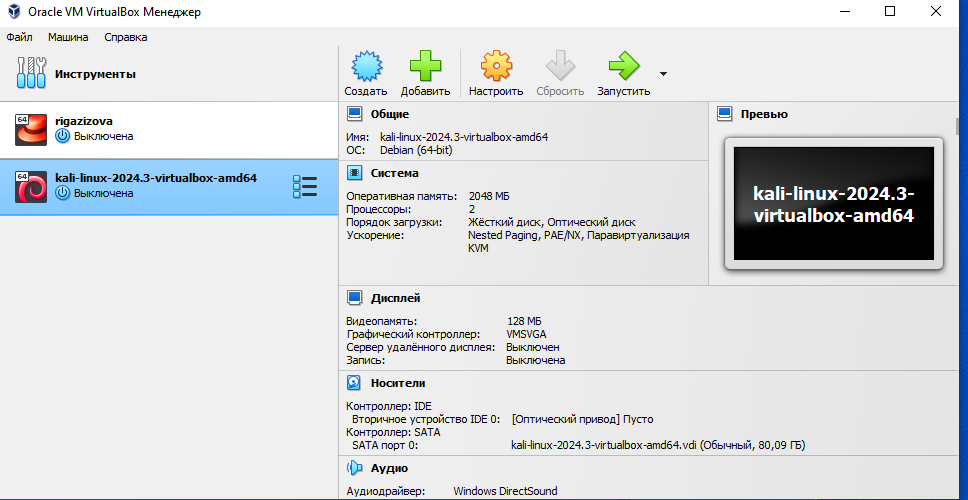 Oracle VM VirtualBox Менеджер
Файл Машина Справка
Инструменты
Создать Добавить Настроить Сбросить Запустить
64
rigazizova
Выключена
64
kali-linux-2024.3-virtualbox-amd64
Выключена
Общие
Имя: kali-linux-2024.3-virtualbox-amd64
ОС: Debian (64-bit)
Система
Оперативная память: 2048 МБ
Процессоры: 2
Порядок загрузки: Жёсткий диск, Оптический диск
Ускорение: Nested Paging, PAE/NX, Паравиртуализация
KVM
Превью
kali-linux-2024.3-
virtualbox-amd64
Дисплей
Видеопамять: 128 МБ
Графический контроллер: VMSVGA
Сервер удалённого дисплея: Выключен
Запись: Выключена
Носители
Контроллер: IDE
Вторичное устройство IDE 0: [Оптический привод] Пусто
Контроллер: SATA
SATA порт 0: kali-linux-2024.3-virtualbox-amd64.vdi (Обычный, 80,09 ГБ)
Аудио
Аудиодрайвер: Windows DirectSound